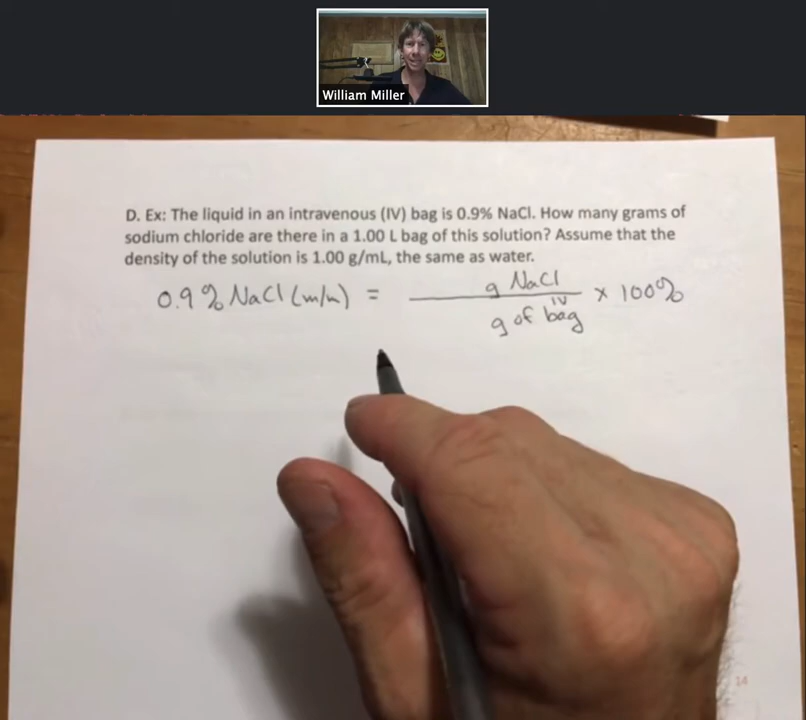 William Miller
D. Ex: The liquid in an intravenous (IV) bag is 0.9% NaCl. How many grams of
sodium chloride are there in a 1.00 L bag of this solution? Assume that the
density of the solution is 1.00 g/mL, the same as water.
0.9% NaCl (m/m) = g NaCl
g of IV bag
x 100%
14